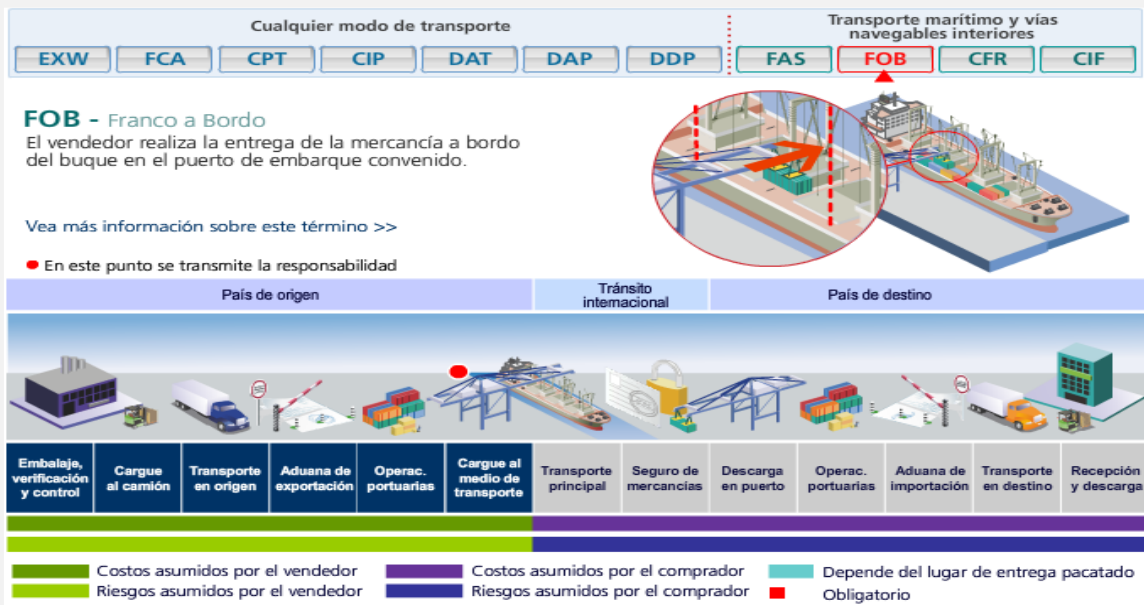 Cualquier modo de transporte
Transporte marítimo y vías
navegables interiores
EXW FCA CPT CIP DAT DAP DDP FAS FOB CFR CIF
FOB - Franco a Bordo
El vendedor realiza la entrega de la mercancía a bordo
del buque en el puerto de embarque convenido.
Vea más información sobre este término >>
En este punto se transmite la responsabilidad
País de origen
Tránsito
internacional
País de destino
Embalaje,
verificación
y control
Cargue
al camión
Transporte
en origen
Aduana de
exportación
Operac.
portuarias
Cargue al
medio de
transporte
Transporte
principal
Seguro de
mercancías
Descarga
en puerto
Operac.
portuarias
Aduana de
importación
Transporte
en destino
Recepción
y descarga
Costos asumidos por el vendedor
Costos asumidos por el comprador
Depende del lugar de entrega pacatado
Riesgos asumidos por el vendedor
Riesgos asumidos por el comprador
Obligatorio